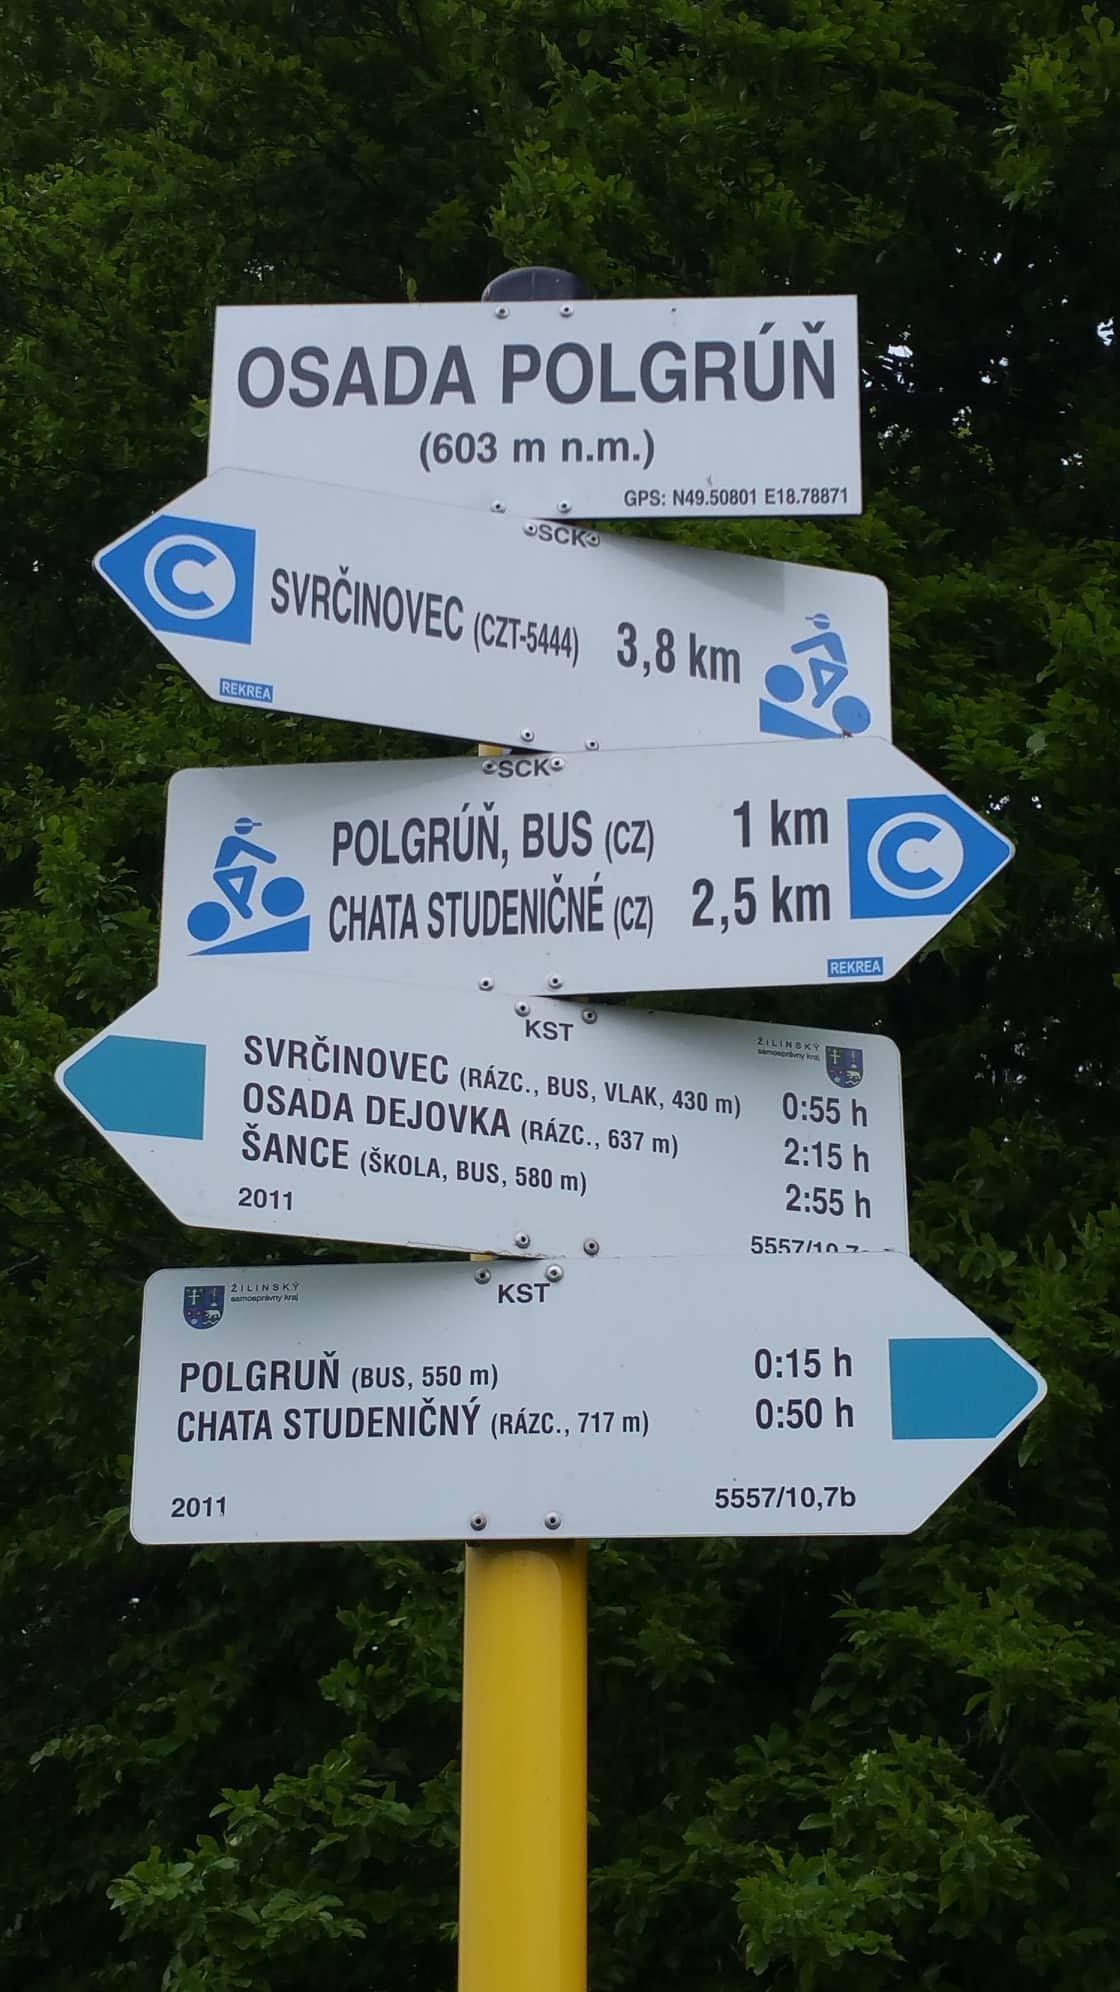 OSADA POLGRÚŇ
(603 m n.m.)
GPS: N49.50801 E18.78871
SCK
C
SVRČINOVEC (CZT-5444) 3,8 km
REKREA
SCK
POLGRÚŇ, BUS (CZ) 1 km
C
CHATA STUDENIČNÉ (CZ) 2,5 km
REKREA
KST
ŽILINSKÝ
samosprávny kraj
SVRČINOVEC (RÁZC., BUS, VLAK, 430 m) 0:55 h
OSADA DEJOVKA (RÁZC., 637 m) 2:15 h
ŠANCE (ŠKOLA, BUS, 580 m) 2:55 h
2011
5557/10,7
ŽILINSKÝ
samosprávny kraj
KST
POLGRUŇ (BUS, 550 m) 0:15 h
CHATA STUDENIČNÝ (RÁZC., 717 m) 0:50 h
2011
5557/10,7b